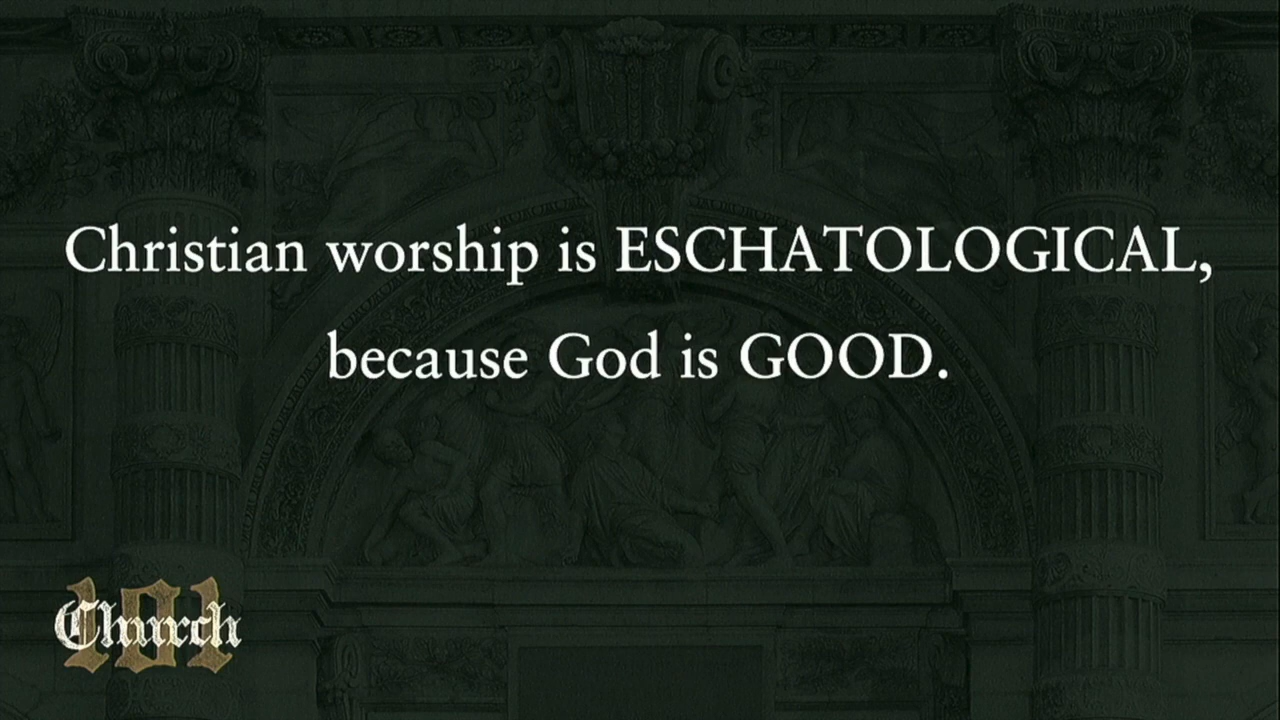 Christian worship is ESCHATOLOGICAL,
because God is GOOD.
Church
101